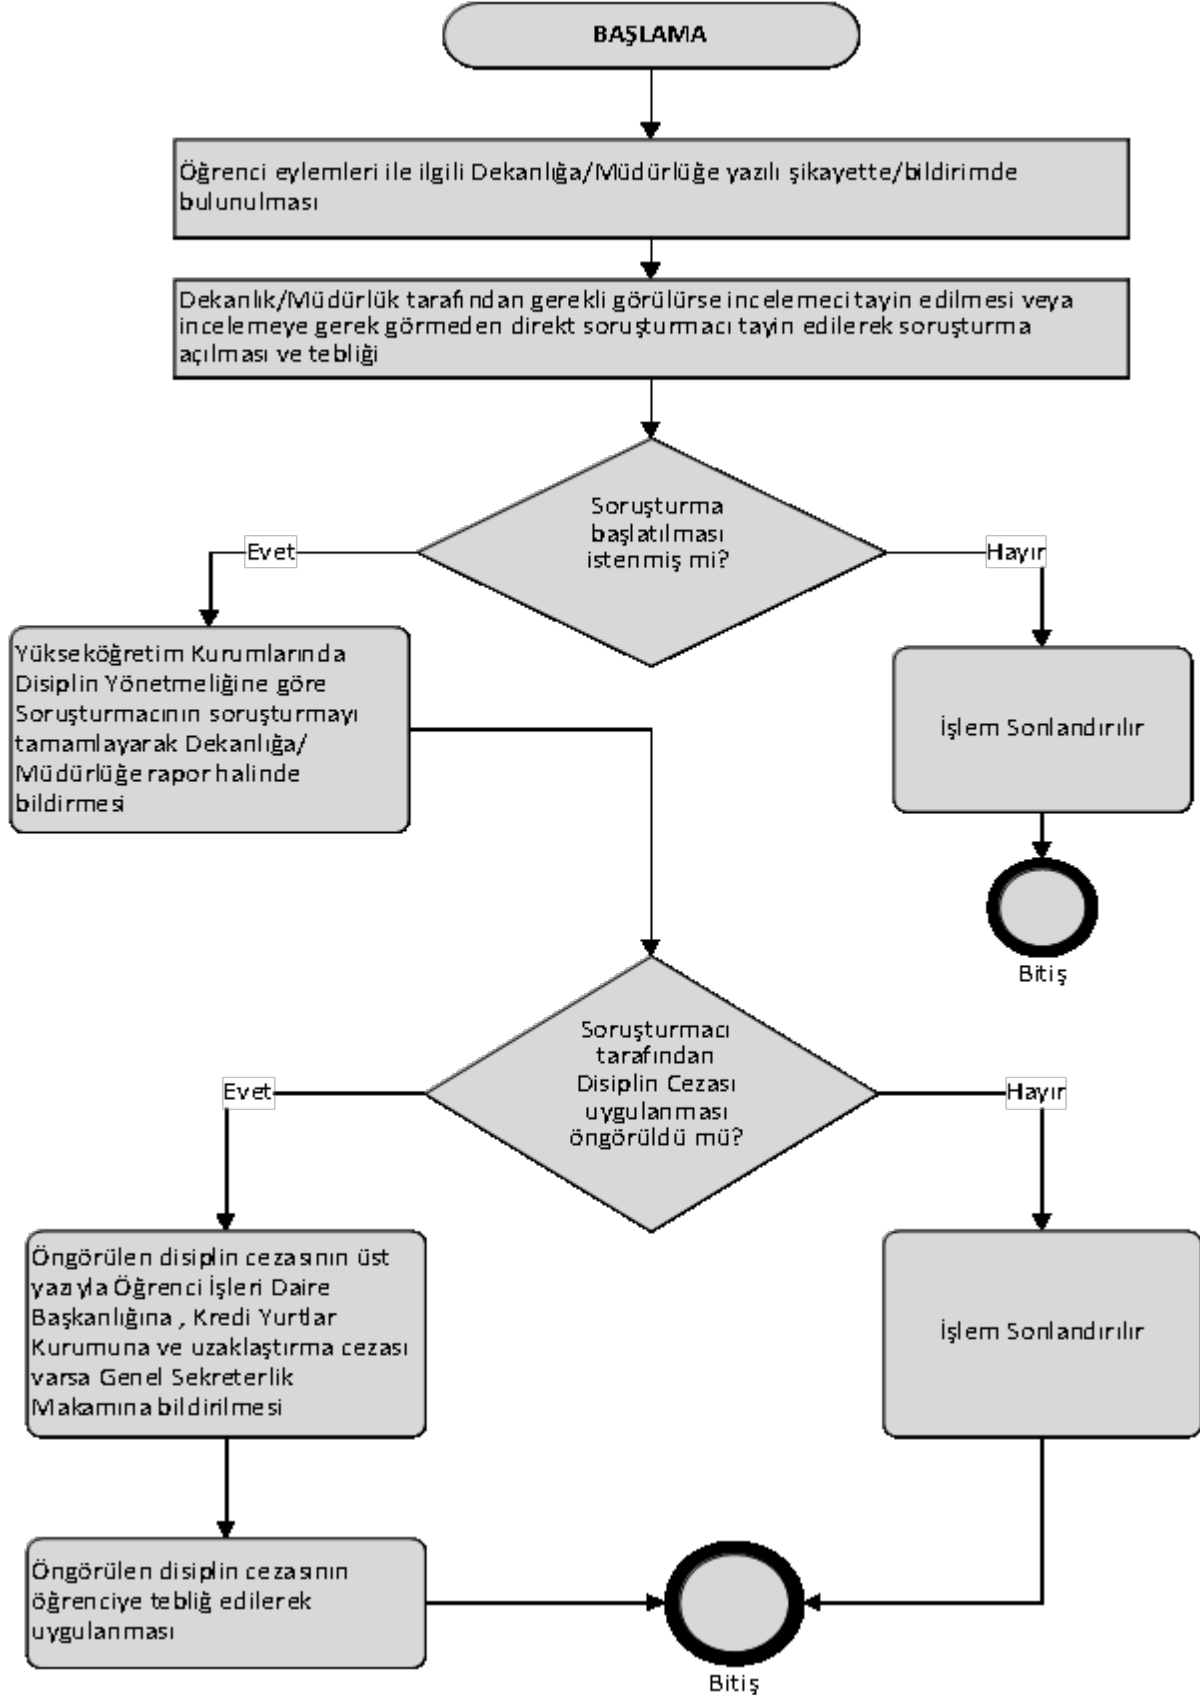 BAŞLAMA
Öğrenci eylemleri ile ilgili Dekanlığa/Müdürlüğe yazılı şikayette/bildirimde
bulunulması
Dekanlık/Müdürlük tarafından gerekli görülürse incelemeci tayin edilmesi veya
incelemeye gerek görmeden direkt soruşturmacı tayin edilerek soruşturma
açılması ve tebliği
Soruşturma
başlatılması
istenmiş mi?
Evet
Hayır
Yükseköğretim Kurumlarında
Disiplin Yönetmeliğine göre
Soruşturmacının soruşturmayı
tamamlayarak Dekanlığa/
Müdürlüğe rapor halinde
bildirmesi
İşlem Sonlandırılır
Bitiş
Soruşturmacı
tarafından
Disiplin Cezası
uygulanması
öngörüldü mü?
Evet
Hayır
Öngörülen disiplin cezasının üst
yazıyla Öğrenci İşleri Daire
Başkanlığına , Kredi Yurtlar
Kurumuna ve uzaklaştırma cezası
varsa Genel Sekreterlik
Makamına bildirilmesi
İşlem Sonlandırılır
Öngörülen disiplin cezasının
öğrenciye tebliğ edilerek
uygulanması
Bitiş